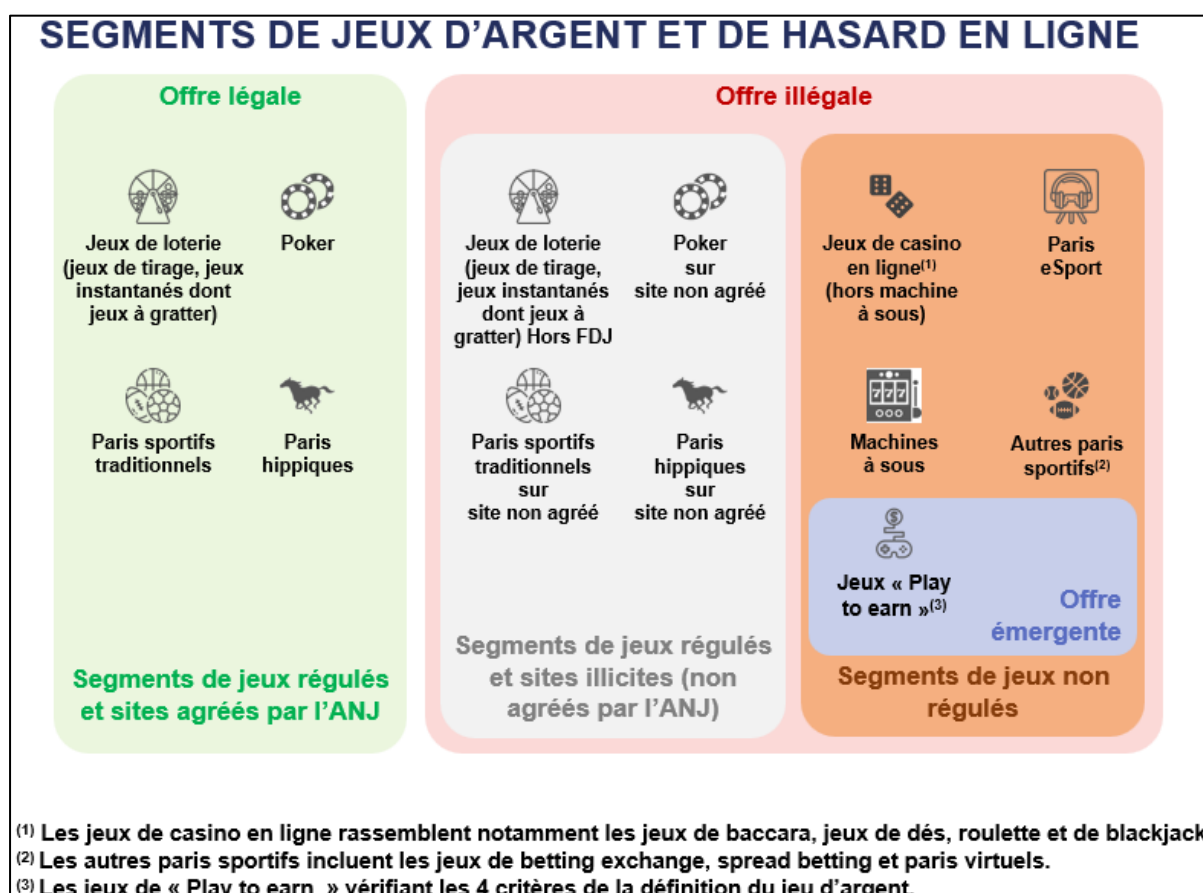 SEGMENTS DE JEUX D'ARGENT ET DE HASARD EN LIGNE
Offre légale
Jeux de loterie
(jeux de tirage, jeux
instantanés dont
jeux à gratter)
Poker
Paris sportifs
traditionnels
Paris
hippiques
Segments de jeux régulés
et sites agréés par l'ANJ
Offre illégale
Jeux de loterie
(jeux de tirage,
jeux instantanés
dont jeux à
gratter) Hors FDJ
Poker
sur
site non agréé
Paris sportifs
traditionnels
sur
site non agréé
Paris
hippiques
sur
site non agréé
Segments de jeux régulés
et sites illicites (non
agréés par l'ANJ)
Jeux de casino
en ligne(1)
(hors machine
à sous)
Paris
eSport
777
Machines
à sous
Autres paris
sportifs(2)
Jeux « Play
to earn »(3)
Offre
émergente
Segments de jeux non
régulés
(1) Les jeux de casino en ligne rassemblent notamment les jeux de baccara, jeux de dés, roulette et de blackjack
(2) Les autres paris sportifs incluent les jeux de betting exchange, spread betting et paris virtuels.
(3) Les jeux de « Play to earn » vérifiant les 4 critères de la définition du jeu d'argent.